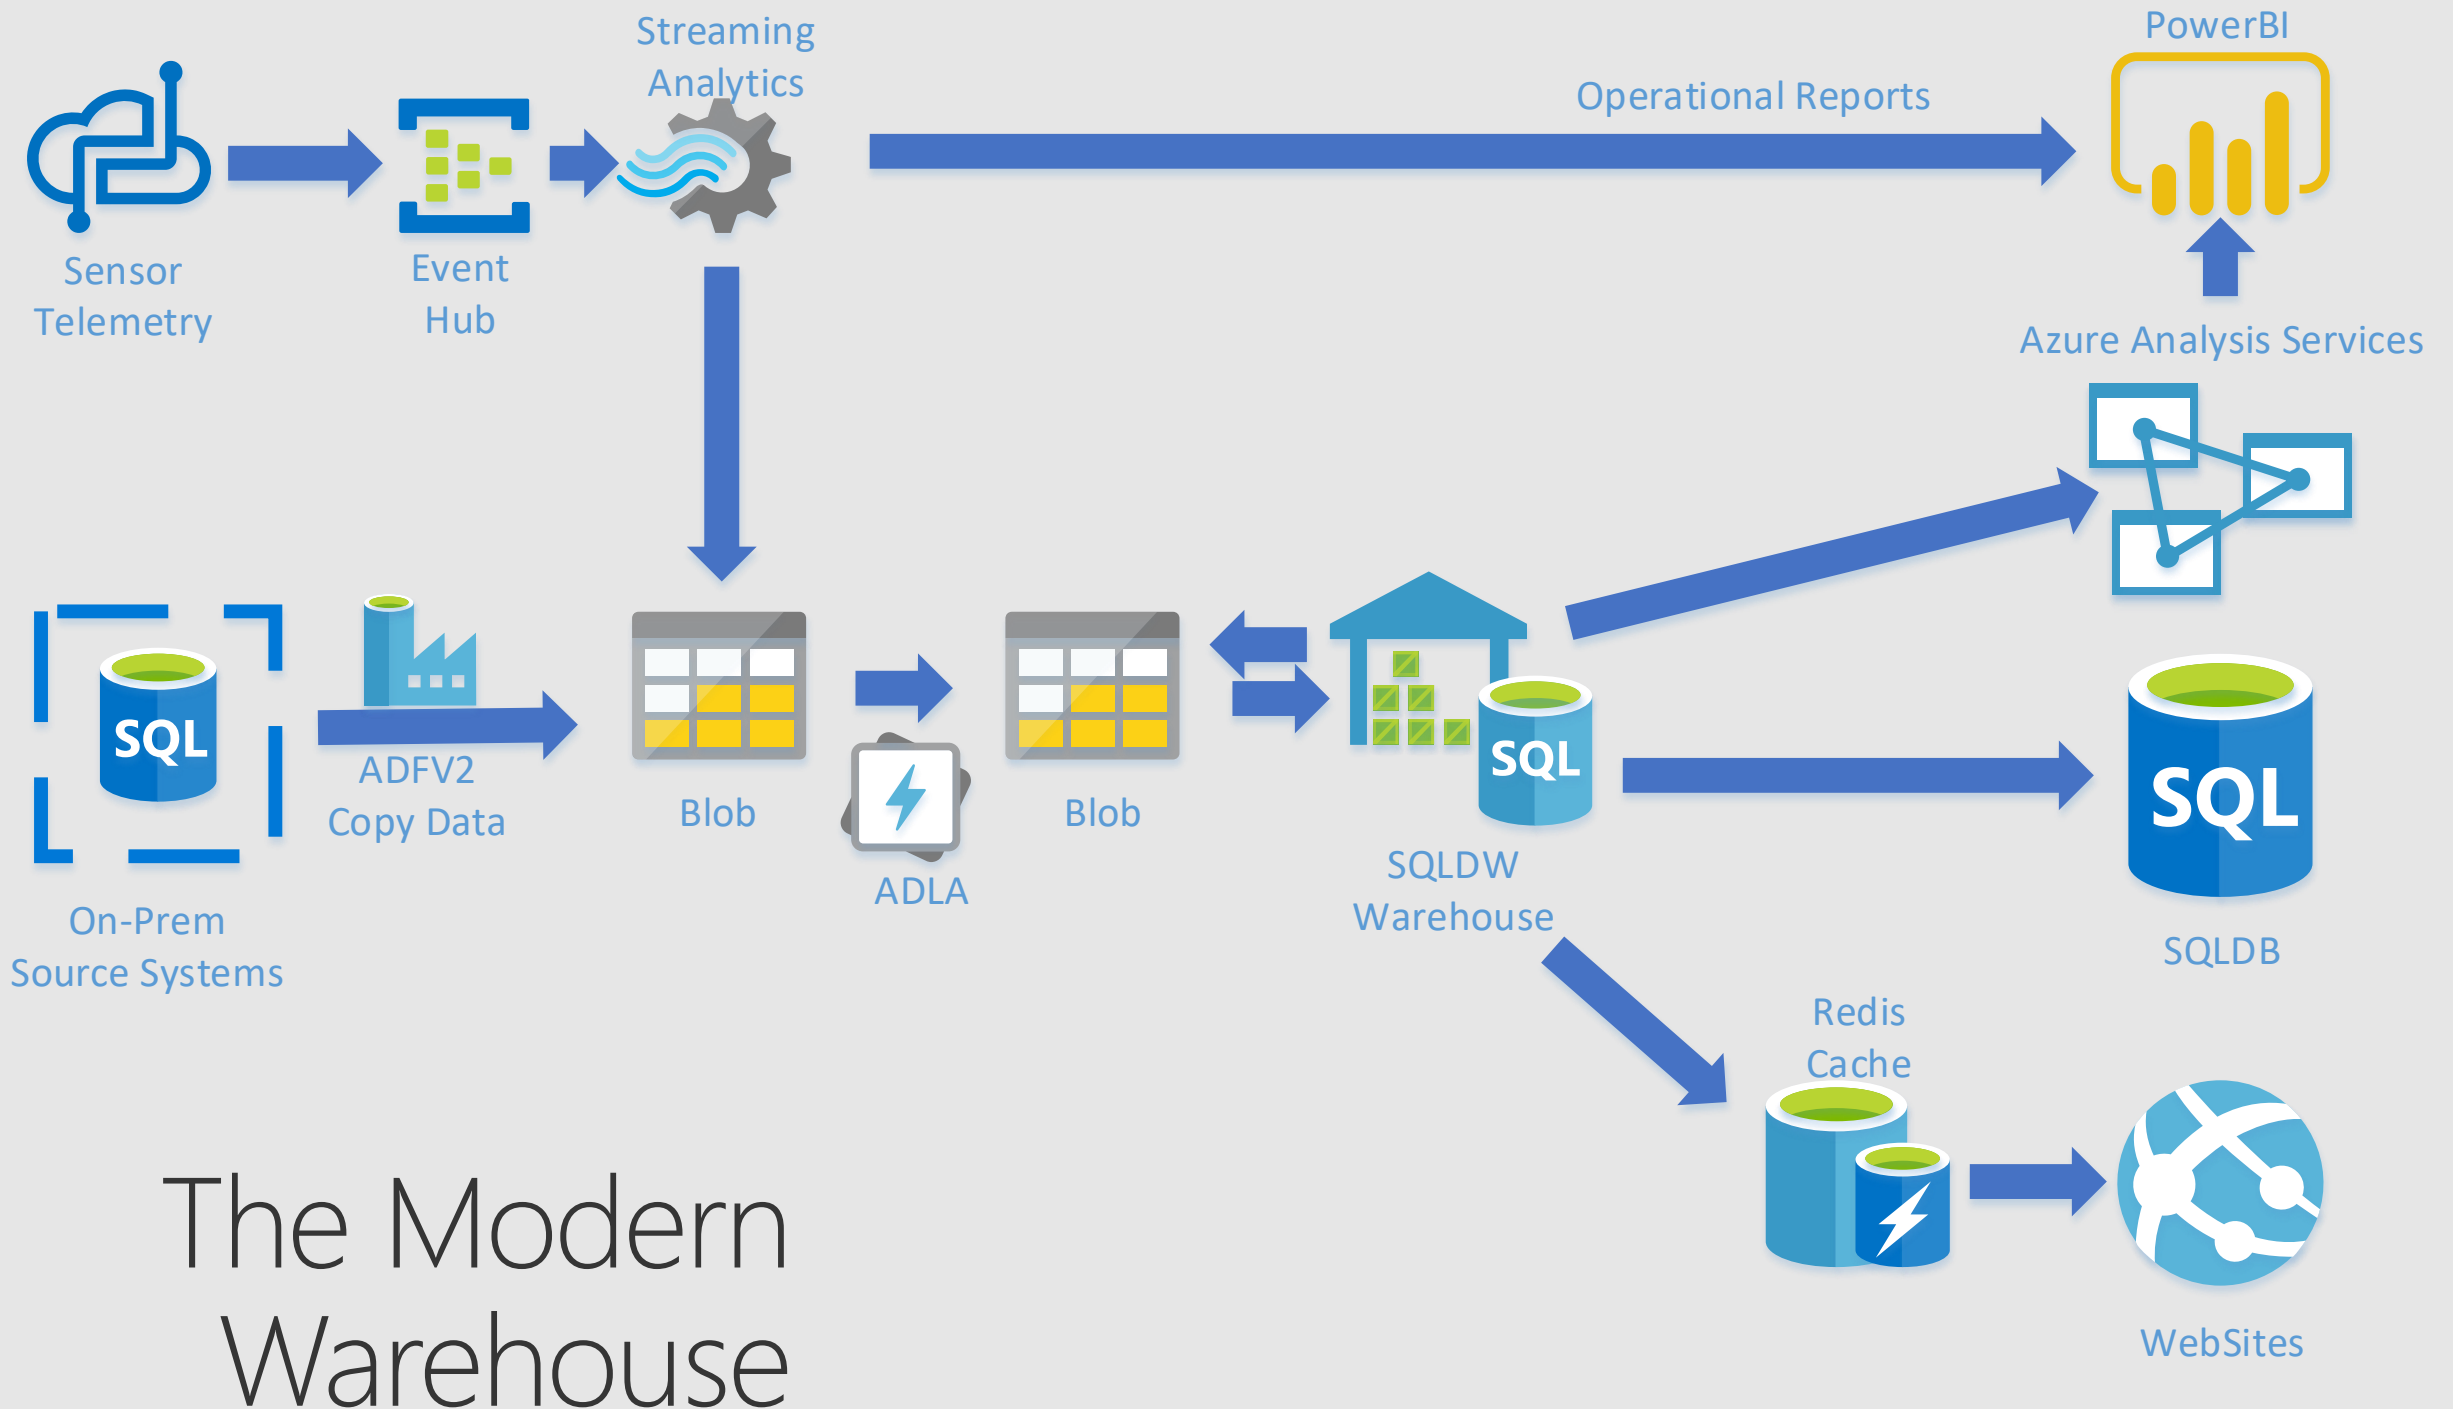 Streaming
Analytics
PowerBI
Operational Reports
Sensor
Telemetry
Event
Hub
Azure Analysis Services
SQL
ADFV2
Copy Data
Blob
ADLA
Blob
SQL
SQLDW
Warehouse
SQL
SQLDB
On-Prem
Source Systems
Redis
Cache
WebSites
The Modern
Warehouse